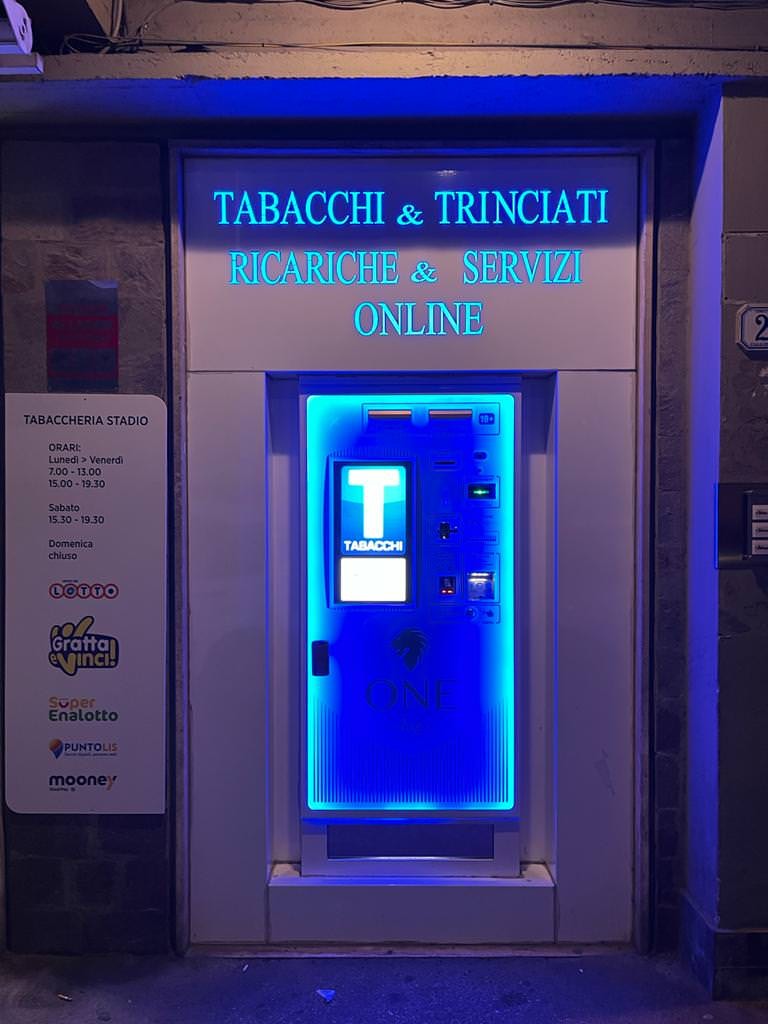 TABACCHI & TRINCIATI
RICARICHE & SERVIZI
ONLINE
TABACCHERIA STADIO
ORARI:
Lunedì > Venerdì
7.00 - 13.00
15.00 - 19.30
Sabato
15.30 - 19.30
Domenica
chiuso
LOTTO
Gratta
e Vinci!
Super
Enalotto
PUNTOLIS
mooney
18+
T
TABACCHI
ONE
2